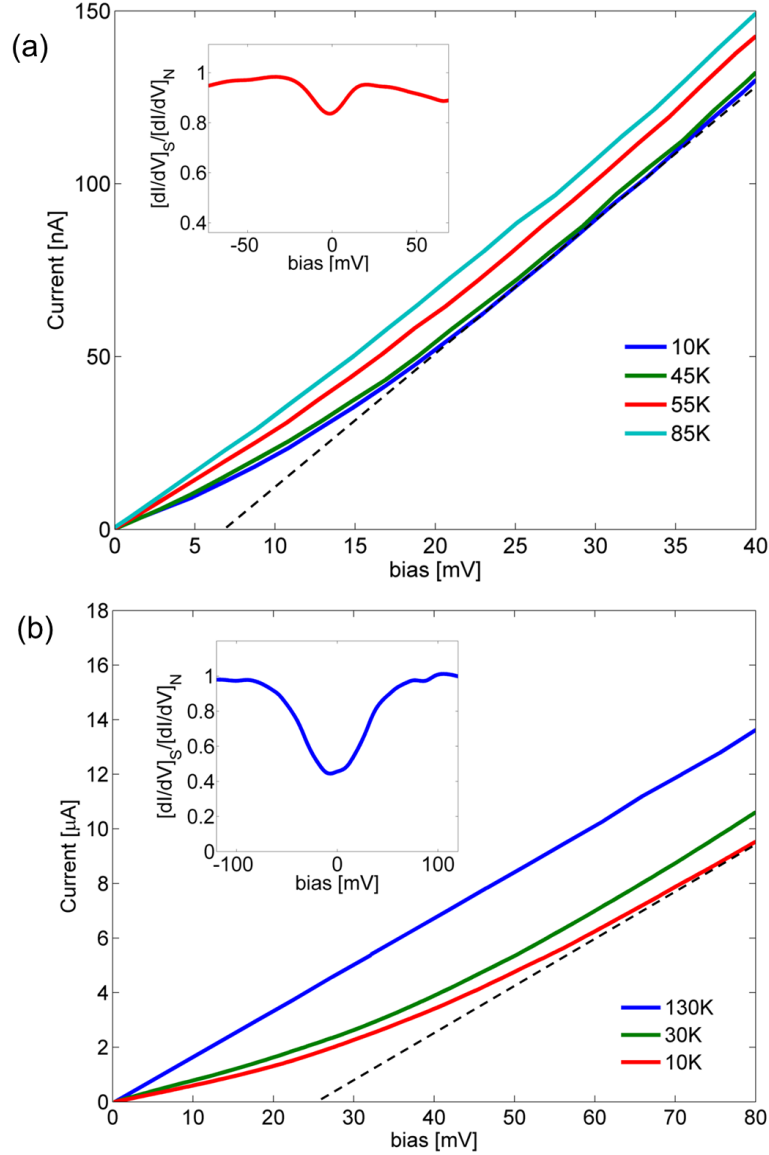 (a)
150
100
50
0
Current [nA]
0 5 10 15 20 25 30 35 40
bias [mV]
10K
45K
55K
85K
1
0.8
0.6
0.4
[dI/dV]S/[dI/dV]N
-50 0 50
bias [mV]
(b)
18
16
14
12
10
8
6
4
2
0
Current [μA]
0 10 20 30 40 50 60 70 80
bias [mV]
130K
30K
10K
1
0.8
0.6
0.4
0.2
0
[dI/dV]S/[dI/dV]N
-100 0 100
bias [mV]